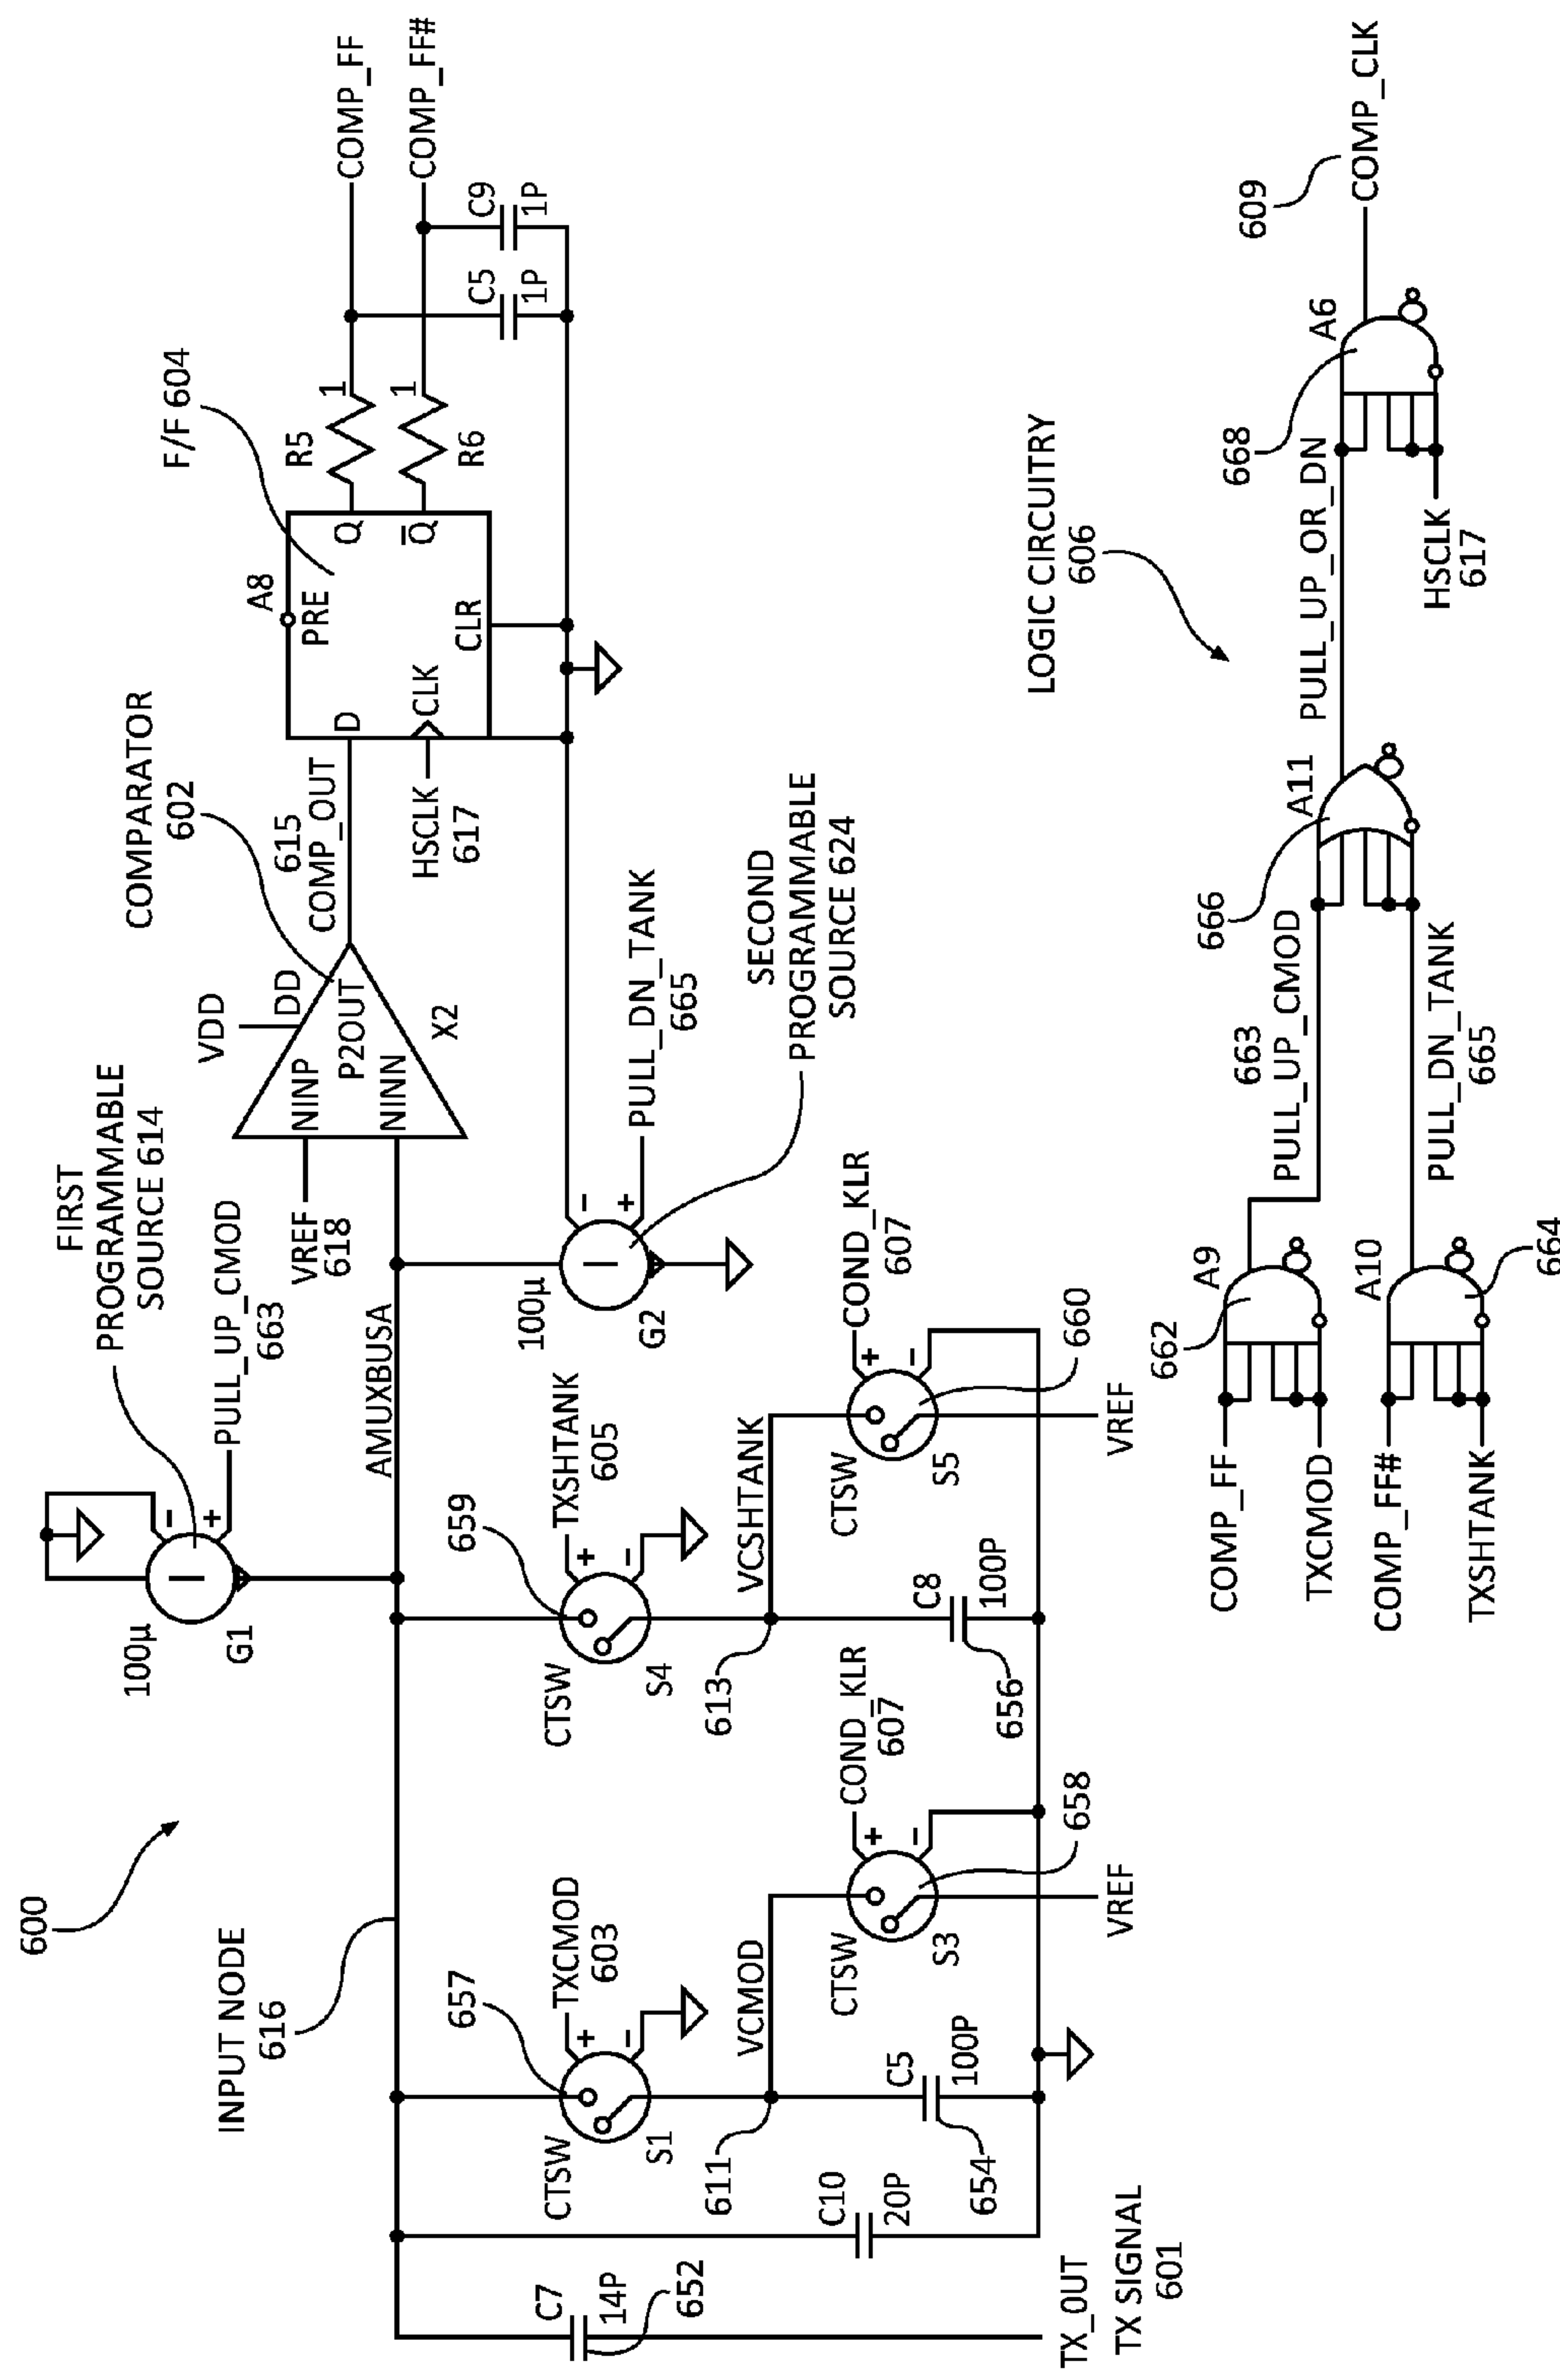 600
FIRST
PROGRAMMABLE
SOURCE 614
100µ
G1
PULL_UP_CMOD
663
INPUT NODE
616
AMUXBUSA
VREF
618
VDD
DD
NINP
P2OUT
NINN
X2
COMPARATOR
602
615
COMP_OUT
HSCLK
617
F/F 604
A8
PRE
D
Q
Q̅
CLK
CLR
R5
1
R6
1
COMP_FF
COMP_FF#
C5
1P
C9
1P
C7
14P
652
TX_OUT
TX SIGNAL
601
C10
20P
657
CTSW
S1
TXCMOD
603
611
VCMOD
C5
100P
654
COND_KLR
607
CTSW
S3
658
VREF
659
CTSW
S4
TXSHTANK
605
613
VCSHTANK
C8
100P
656
COND_KLR
607
CTSW
S5
660
VREF
100µ
G2
PULL_DN_TANK
665
SECOND
PROGRAMMABLE
SOURCE 624
LOGIC CIRCUITRY
606
COMP_FF
TXCMOD
662
A9
COMP_FF#
TXSHTANK
A10
664
663
PULL_UP_CMOD
PULL_DN_TANK
665
666
A11
PULL_UP_OR_DN
HSCLK
617
668
A6
609
COMP_CLK